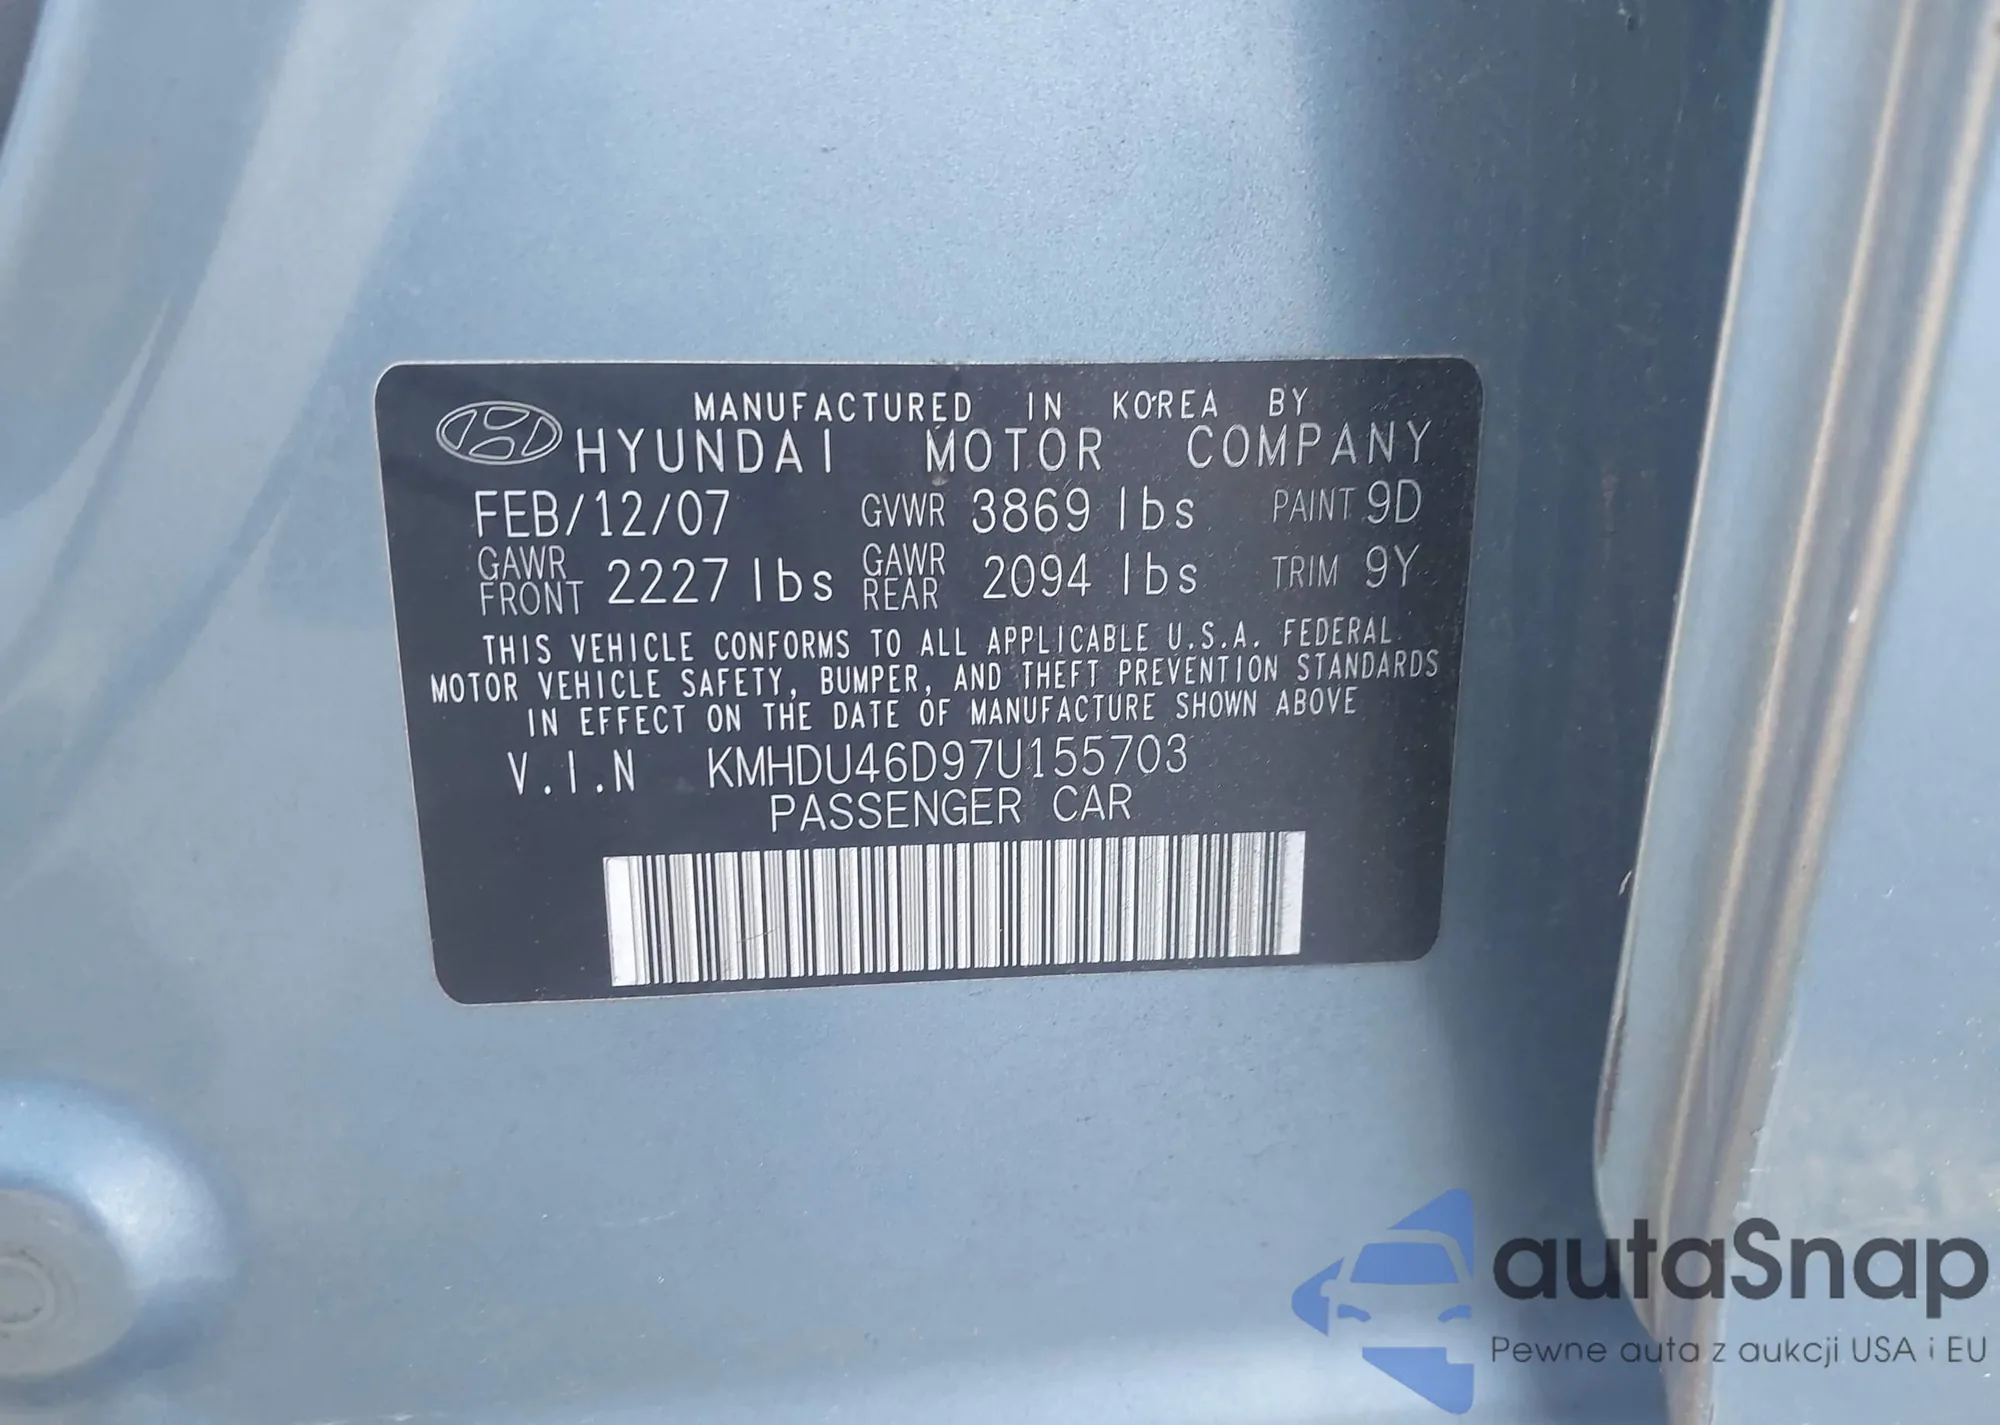 MANUFACTURED IN KOREA BY
HYUNDAI MOTOR COMPANY
FEB/12/07 GVWR 3869 lbs PAINT 9D
GAWR FRONT 2227 lbs GAWR REAR 2094 lbs TRIM 9Y
THIS VEHICLE CONFORMS TO ALL APPLICABLE U.S.A. FEDERAL
MOTOR VEHICLE SAFETY, BUMPER, AND THEFT PREVENTION STANDARDS
IN EFFECT ON THE DATE OF MANUFACTURE SHOWN ABOVE
V.I.N KMHDU46D97U155703
PASSENGER CAR
autaSnap
Pewne auta z aukcji USA i EU